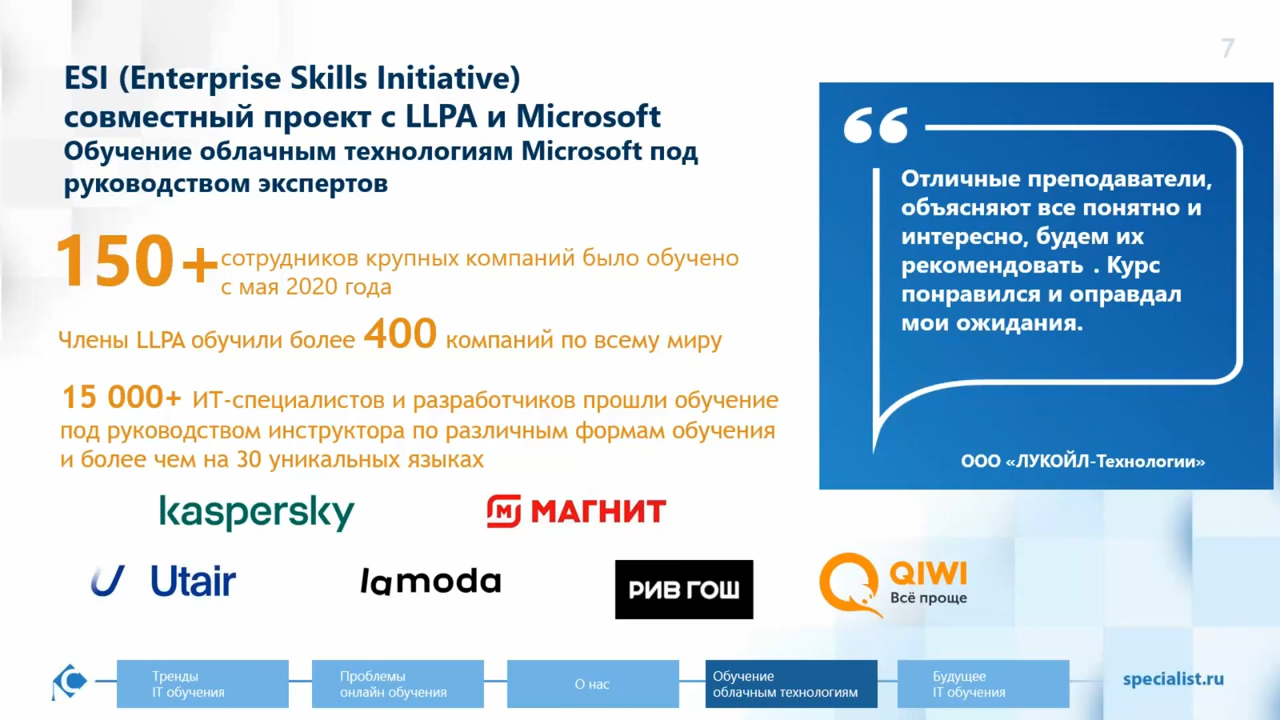 7
ESI (Enterprise Skills Initiative)
совместный проект с LLPA и Microsoft
Обучение облачным технологиям Microsoft под
руководством экспертов
150+ сотрудников крупных компаний было обучено
с мая 2020 года
Члены LLPA обучили более 400 компаний по всему миру
15 000+ ИТ-специалистов и разработчиков прошли обучение
под руководством инструктора по различным формам обучения
и более чем на 30 уникальных языках
“
Отличные преподаватели,
объясняют все понятно и
интересно, будем их
рекомендовать . Курс
понравился и оправдал
мои ожидания.
ООО «ЛУКОЙЛ-Технологии»
kaspersky
М МАГНИТ
Utair
lamoda
РИВ ГОШ
QIWI
Всё проще
Тренды
IT обучения
Проблемы
онлайн обучения
О нас
Обучение
облачным технологиям
Будущее
IT обучения
specialist.ru